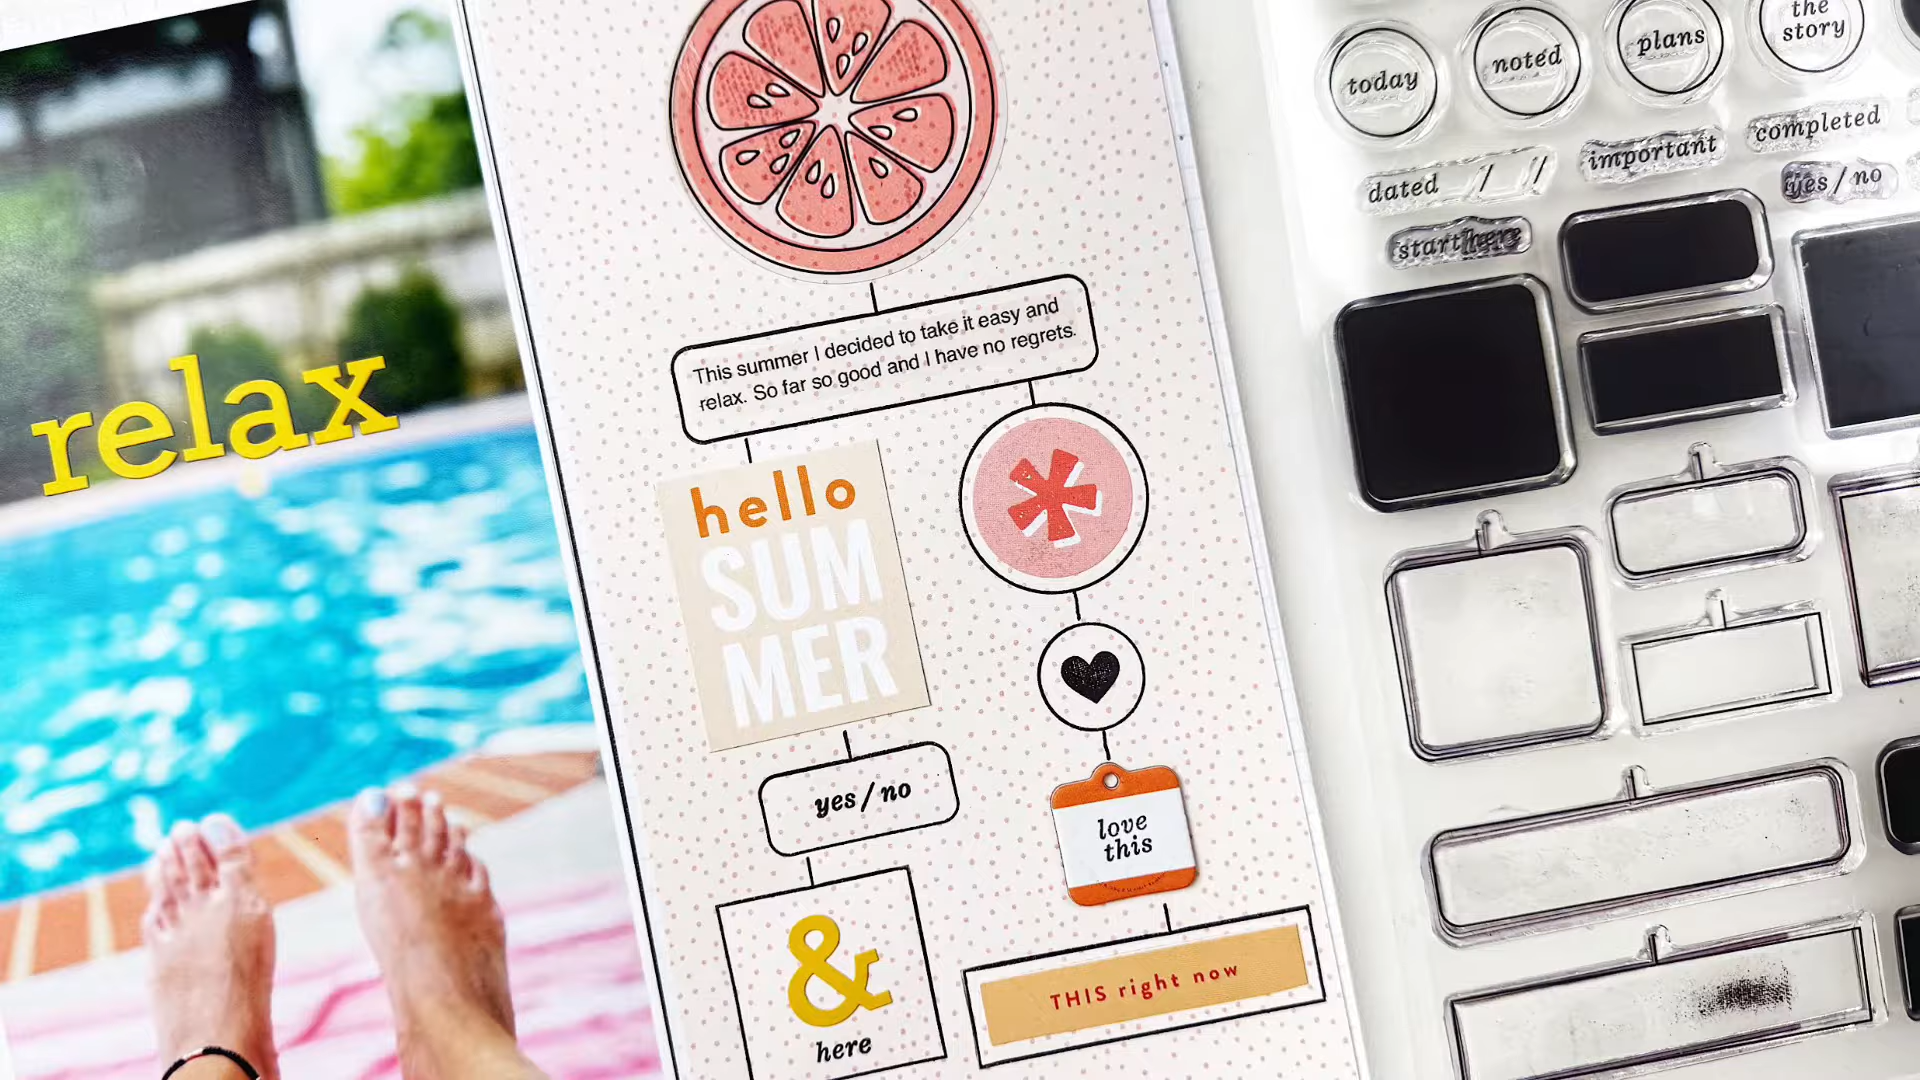 relax
This summer I decided to take it easy and
relax. So far so good and I have no regrets.
hello
SUM
MER
yes / no
&
here
love
this
THIS right now
today
noted
plans
the
story
dated / /
important
completed
yes / no
start here